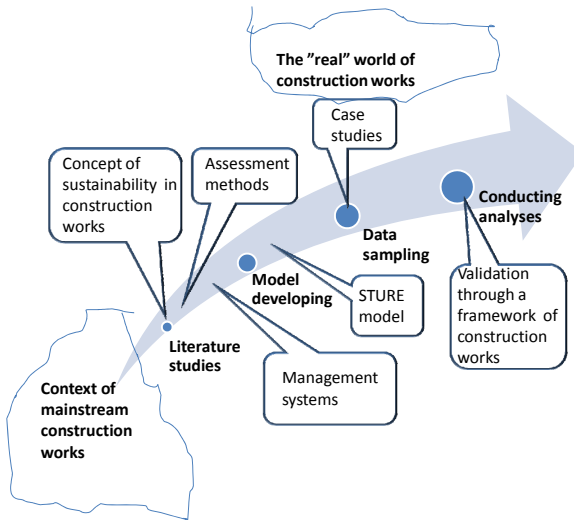 The ”real” world of
construction works
Case
studies
Concept of
sustainability in
construction
works
Assessment
methods
Conducting
analyses
Data
sampling
Model
developing
STURE
model
Validation
through a
framework of
construction
works
Literature
studies
Management
systems
Context of
mainstream
construction
works